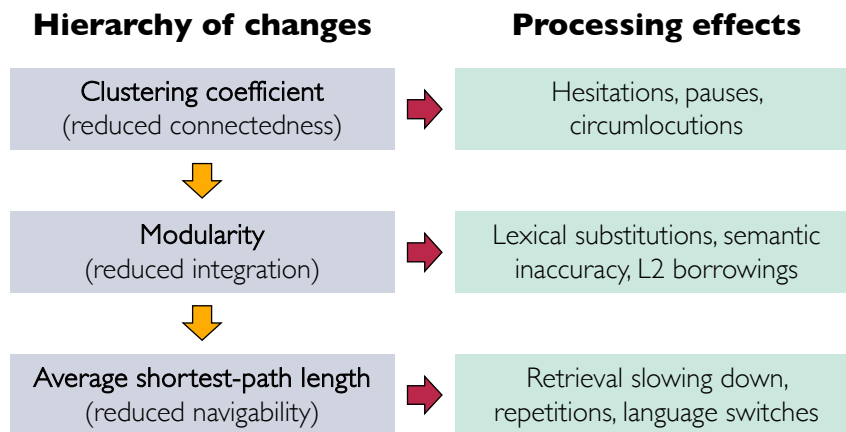 Hierarchy of changes
Processing effects
Clustering coefficient
(reduced connectedness)
Hesitations, pauses,
circumlocutions
Modularity
(reduced integration)
Lexical substitutions, semantic
inaccuracy, L2 borrowings
Average shortest-path length
(reduced navigability)
Retrieval slowing down,
repetitions, language switches